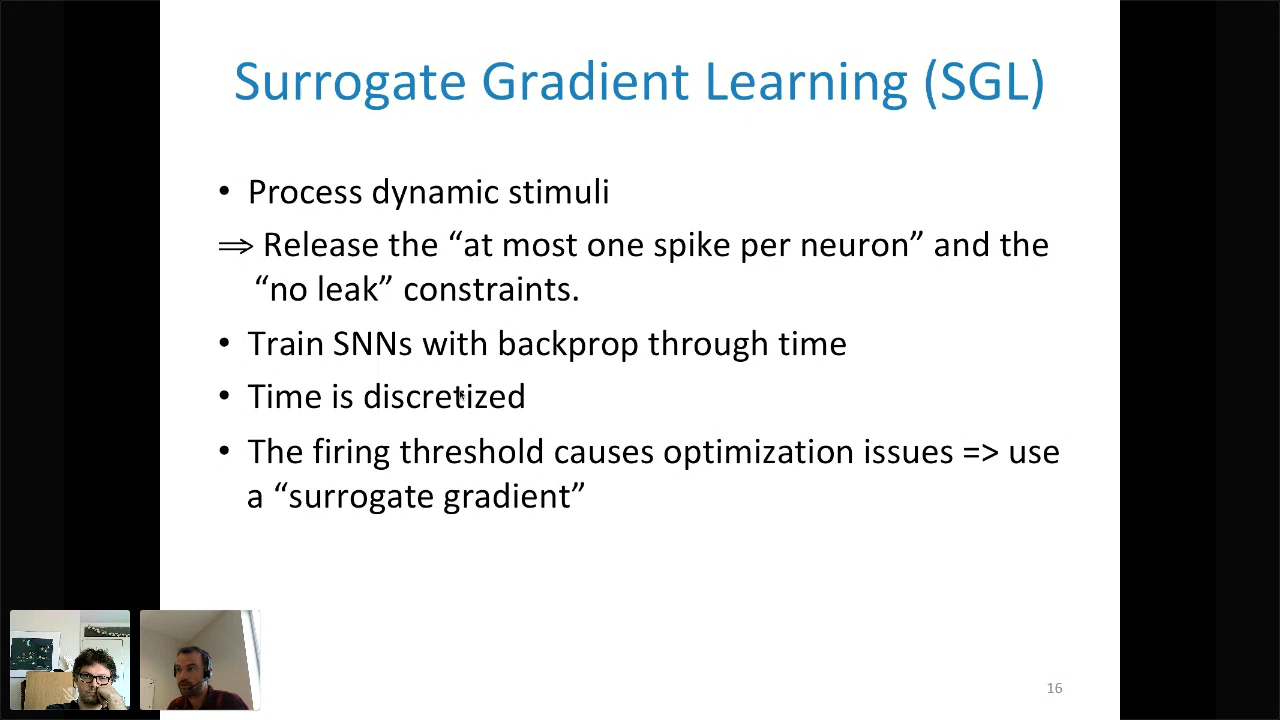 Surrogate Gradient Learning (SGL)
• Process dynamic stimuli
⇒ Release the “at most one spike per neuron” and the
“no leak” constraints.
• Train SNNs with backprop through time
• Time is discretized
• The firing threshold causes optimization issues => use
a “surrogate gradient”
16